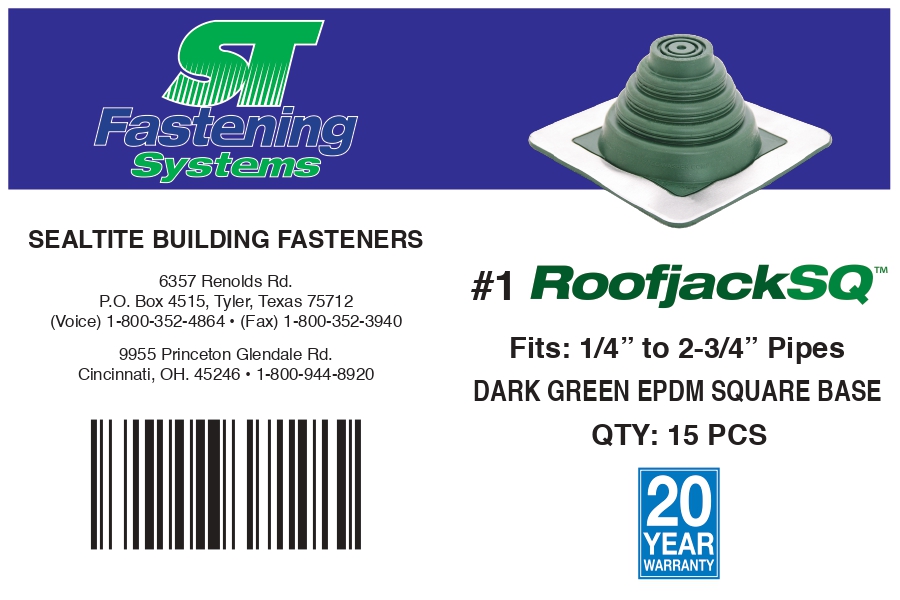 ST
Fastening
Systems
SEALTITE BUILDING FASTENERS
6357 Renolds Rd.
P.O. Box 4515, Tyler, Texas 75712
(Voice) 1-800-352-4864 • (Fax) 1-800-352-3940
9955 Princeton Glendale Rd.
Cincinnati, OH. 45246 • 1-800-944-8920
#1 RoofjackSQ™
Fits: 1/4” to 2-3/4” Pipes
DARK GREEN EPDM SQUARE BASE
QTY: 15 PCS
20
YEAR
WARRANTY